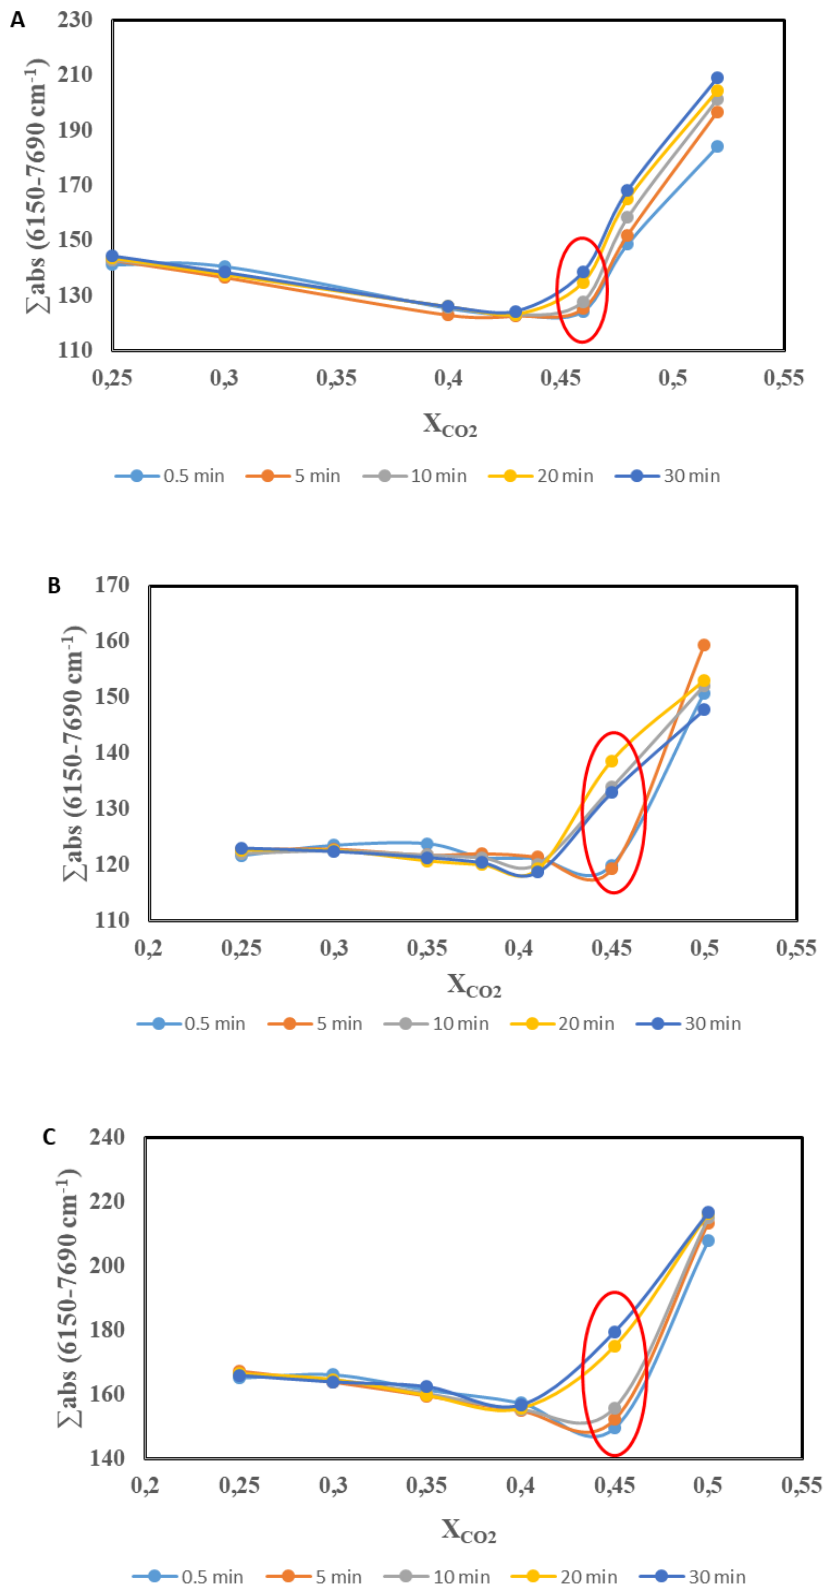 A
230
210
190
170
150
130
110
∑abs (6150-7690 cm-1)
0,25 0,3 0,35 0,4 0,45 0,5 0,55
XCO2
0.5 min 5 min 10 min 20 min 30 min
B
170
160
150
140
130
120
110
∑abs (6150-7690 cm-1)
0,2 0,25 0,3 0,35 0,4 0,45 0,5 0,55
XCO2
0.5 min 5 min 10 min 20 min 30 min
C
240
220
200
180
160
140
∑abs (6150-7690 cm-1)
0,2 0,25 0,3 0,35 0,4 0,45 0,5 0,55
XCO2
0.5 min 5 min 10 min 20 min 30 min